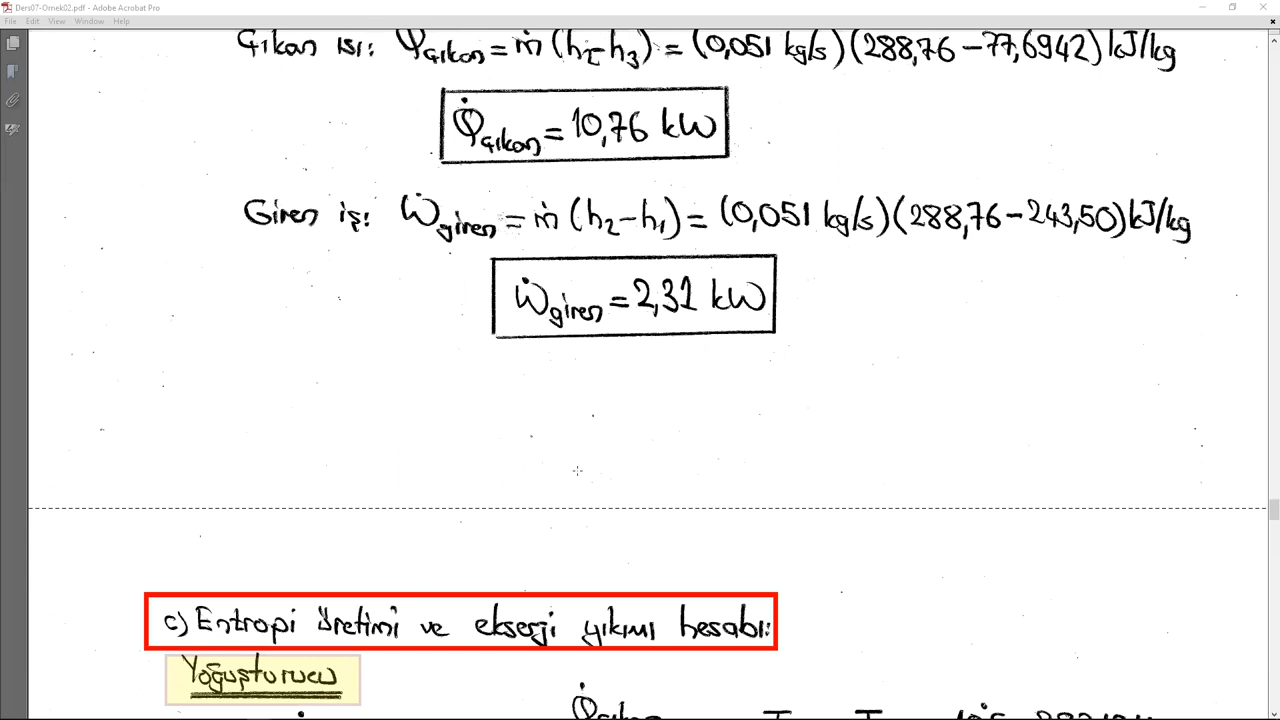 Ders07-Ornek02.pdf - Adobe Acrobat Pro
File Edit View Window Help
Çıkan ısı: Q̇çıkan = ṁ (h2-h3) = (0,051 kg/s)(288,76-77,6942) kJ/kg
Q̇çıkan = 10,76 kW
Giren iş: Ẇgiren = ṁ (h2-h1) = (0,051 kg/s)(288,76-243,50) kJ/kg
Ẇgiren = 2,31 kW
c) Entropi üretimi ve ekserji yıkımı hesabı:
Yoğuşturucu
Q̇çıkan